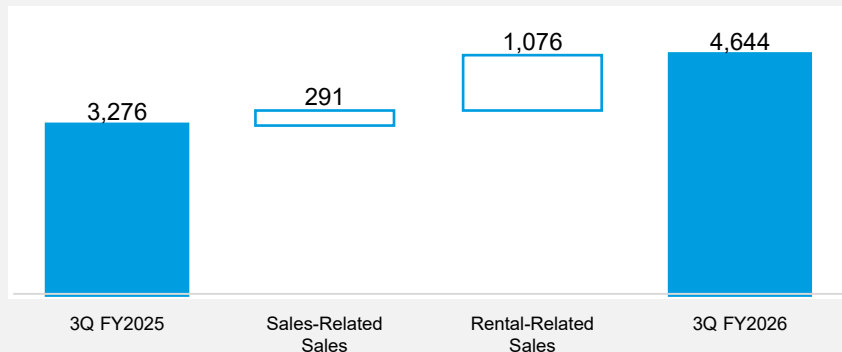 3,276
291
1,076
4,644
3Q FY2025
Sales-Related
Sales
Rental-Related
Sales
3Q FY2026